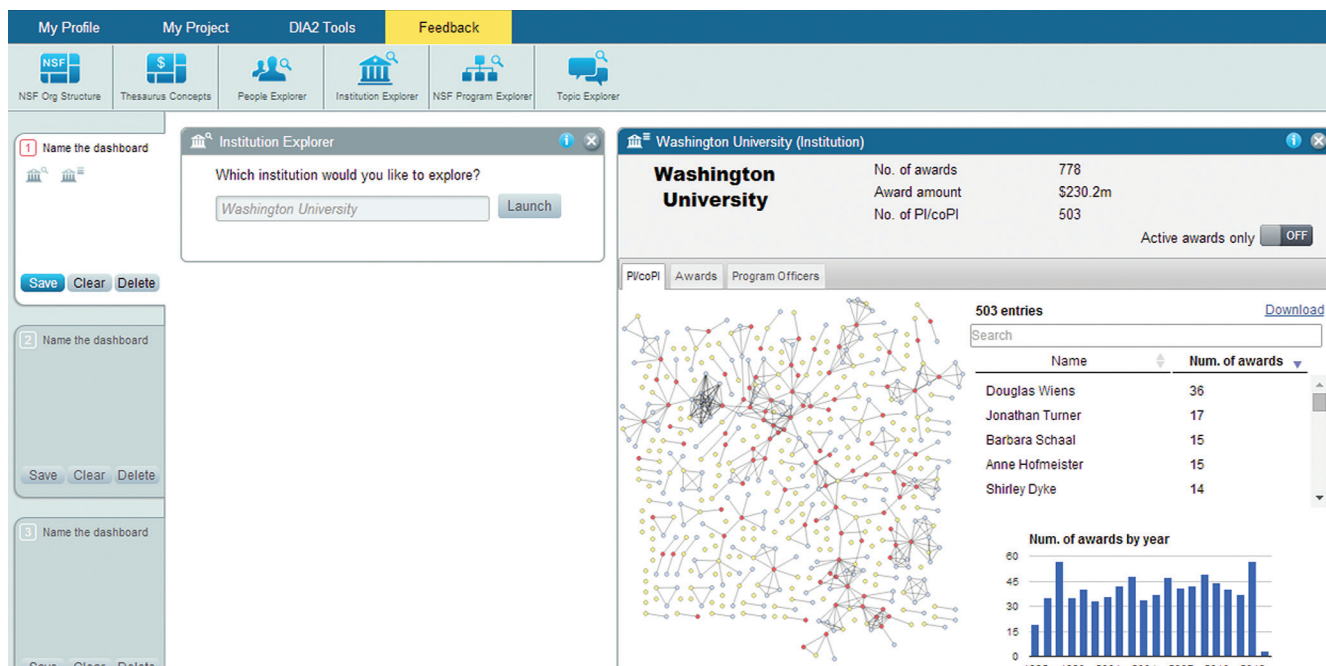 My Profile My Project DIA2 Tools Feedback
NSF
$
NSF Org Structure Thesaurus Concepts People Explorer Institution Explorer NSF Program Explorer Topic Explorer
1 Name the dashboard
Save Clear Delete
2 Name the dashboard
Save Clear Delete
3 Name the dashboard
Save Clear Delete
Institution Explorer
Which institution would you like to explore?
Washington University Launch
Washington University (Institution)
Washington
University
No. of awards 778
Award amount $230.2m
No. of PI/coPI 503
Active awards only OFF
PI/coPI Awards Program Officers
503 entries Download
Search
Name Num. of awards
Douglas Wiens 36
Jonathan Turner 17
Barbara Schaal 15
Anne Hofmeister 15
Shirley Dyke 14
Num. of awards by year
60
45
30
15
0